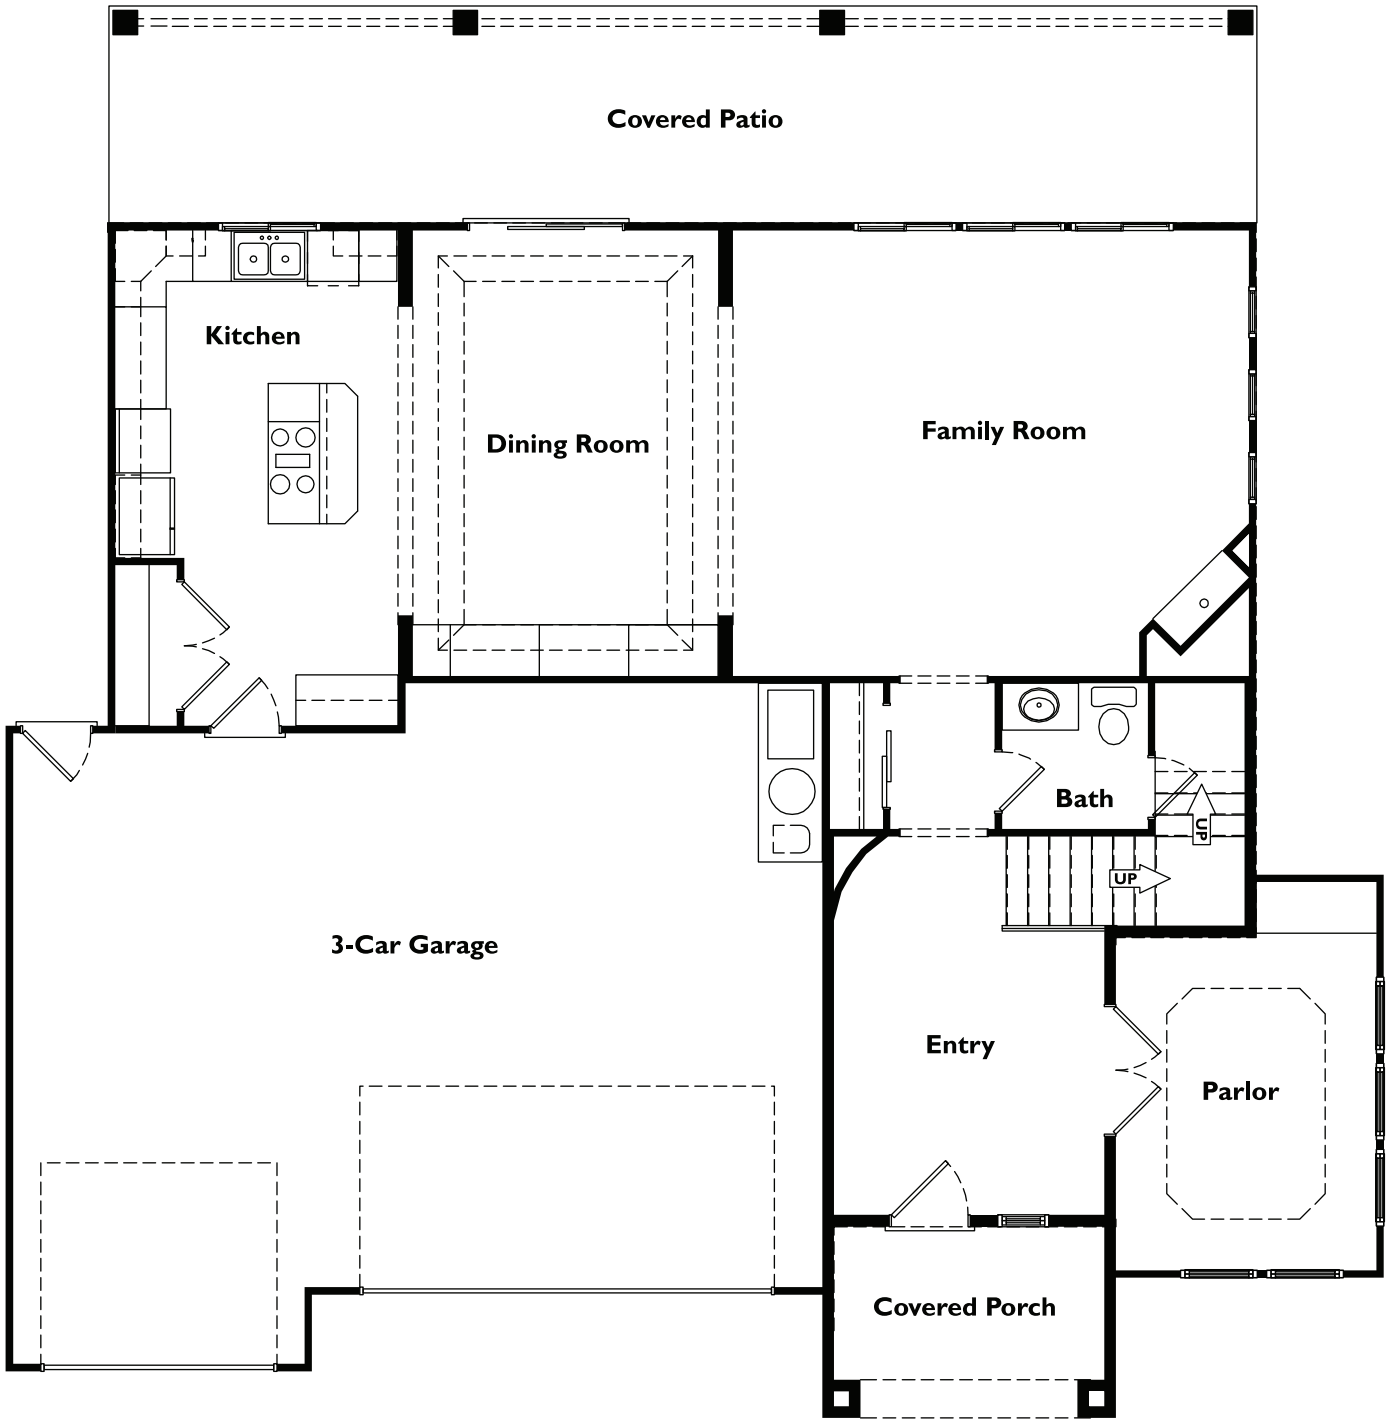 Covered Patio
Kitchen
Dining Room
Family Room
Bath
UP
UP
3-Car Garage
Entry
Parlor
Covered Porch